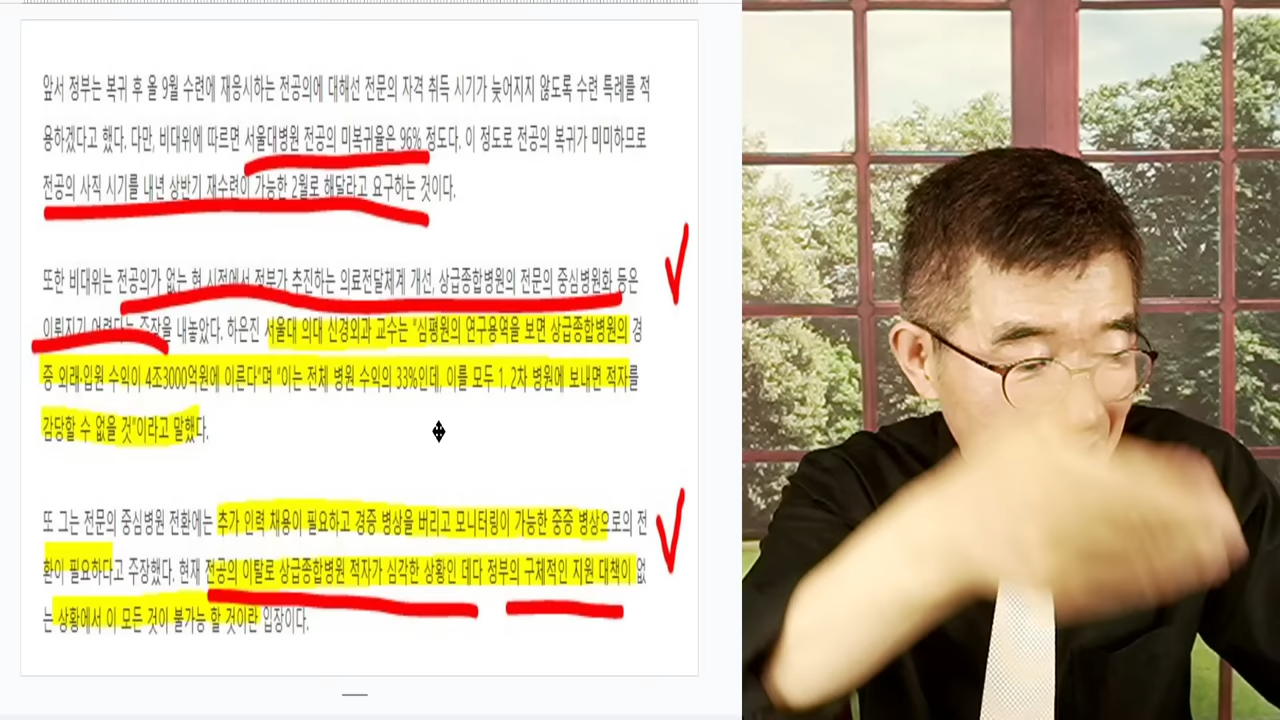 앞서 정부는 복귀 후 올 9월 수련에 재응시하는 전공의에 대해선 전문의 자격 취득 시기가 늦어지지 않도록 수련 특례를 적
용하겠다고 했다. 다만, 비대위에 따르면 서울대병원 전공의 미복귀율은 96% 정도다. 이 정도로 전공의 복귀가 미미하므로
전공의 사직 시기를 내년 상반기 재수련이 가능한 2월로 해달라고 요구하는 것이다.
또한 비대위는 전공의가 없는 현 시점에서 정부가 추진하는 의료전달체계 개선, 상급종합병원의 전문의 중심병원화 등은
이뤄지기 어렵다는 주장을 내놓았다. 하은진 서울대 의대 신경외과 교수는 "심평원의 연구용역을 보면 상급종합병원의 경
증 외래·입원 수익이 4조3000억원에 이른다"며 "이는 전체 병원 수익의 33%인데, 이를 모두 1, 2차 병원에 보내면 적자를
감당할 수 없을 것"이라고 말했다.
또 그는 전문의 중심병원 전환에는 추가 인력 채용이 필요하고 경증 병상을 버리고 모니터링이 가능한 중증 병상으로의 전
환이 필요하다고 주장했다. 현재 전공의 이탈로 상급종합병원 적자가 심각한 상황인 데다 정부의 구체적인 지원 대책이 없
는 상황에서 이 모든 것이 불가능 할 것이란 입장이다.